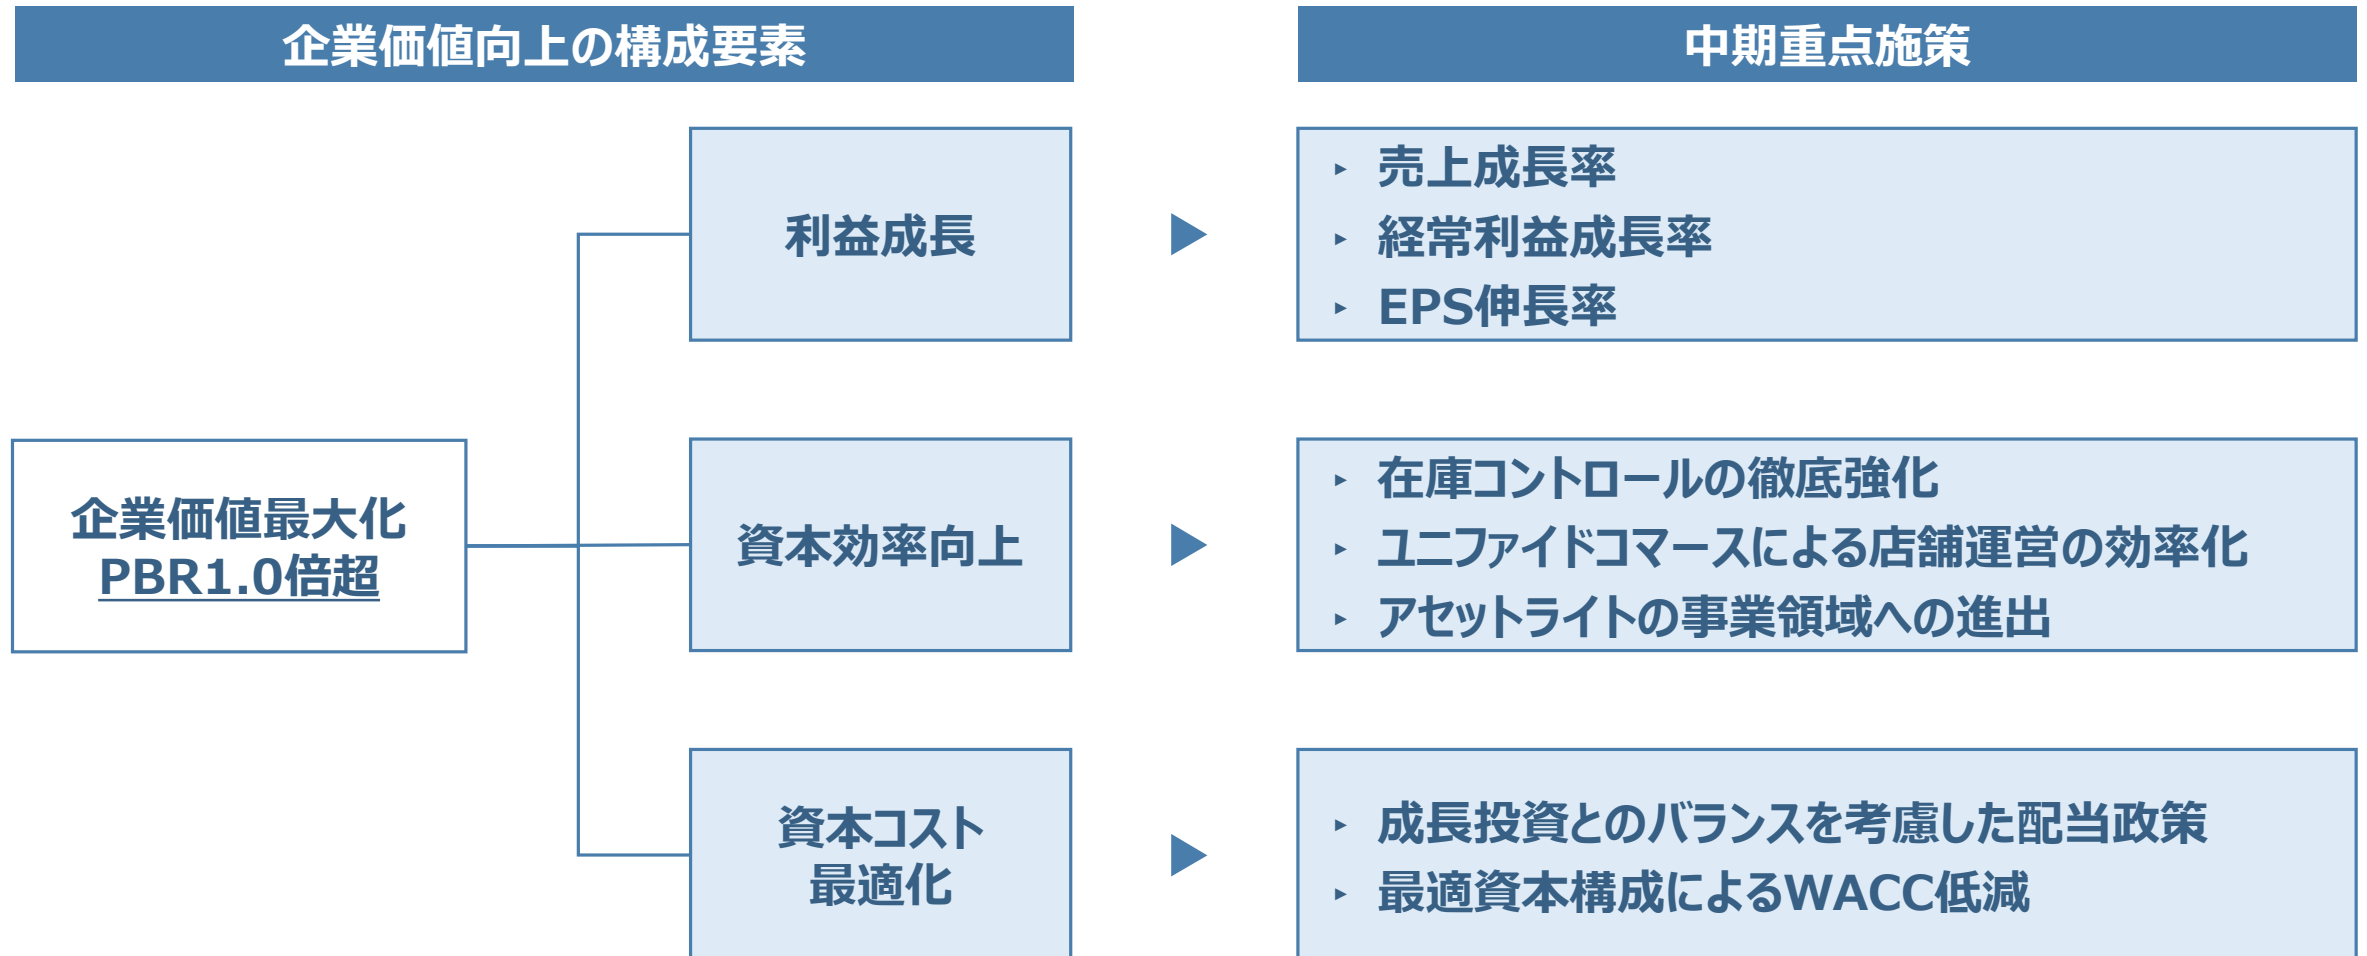 企業価値向上の構成要素
中期重点施策
企業価値最大化
PBR1.0倍超
利益成長
‣ 売上成長率
‣ 経常利益成長率
‣ EPS伸長率
資本効率向上
‣ 在庫コントロールの徹底強化
‣ ユニファイドコマースによる店舗運営の効率化
‣ アセットライトの事業領域への進出
資本コスト
最適化
‣ 成長投資とのバランスを考慮した配当政策
‣ 最適資本構成によるWACC低減